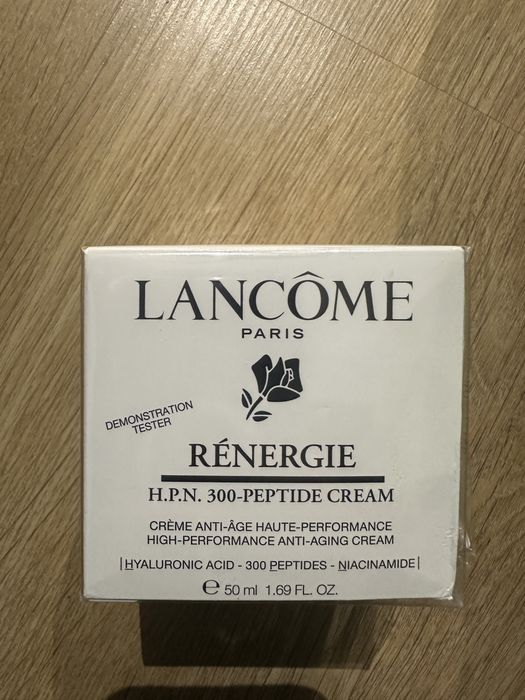 LANCÔME
PARIS
DEMONSTRATION
TESTER
RÉNERGIE
H.P.N. 300-PEPTIDE CREAM
CRÈME ANTI-ÂGE HAUTE-PERFORMANCE
HIGH-PERFORMANCE ANTI-AGING CREAM
|HYALURONIC ACID - 300 PEPTIDES - NIACINAMIDE|
℮ 50 ml 1.69 FL. OZ.